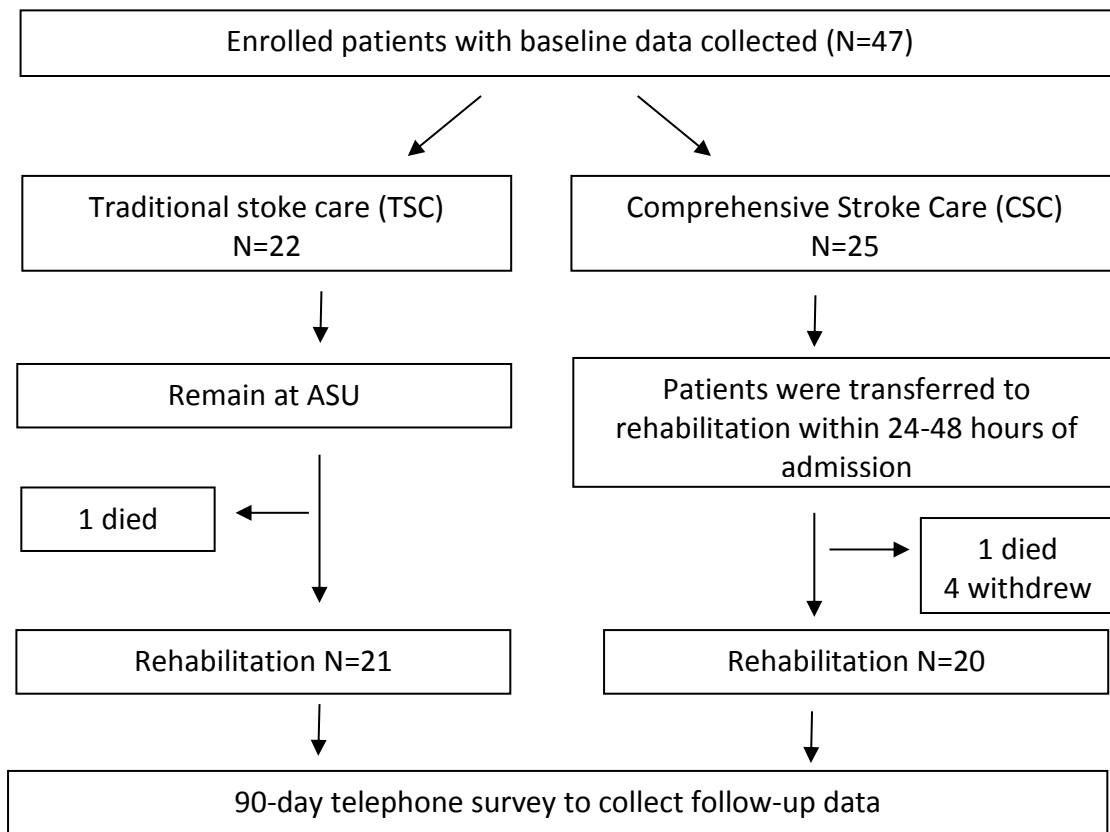 Enrolled patients with baseline data collected (N=47)
Traditional stoke care (TSC)
N=22
Comprehensive Stroke Care (CSC)
N=25
Remain at ASU
Patients were transferred to
rehabilitation within 24-48 hours of
admission
1 died
1 died
4 withdrew
Rehabilitation N=21
Rehabilitation N=20
90-day telephone survey to collect follow-up data